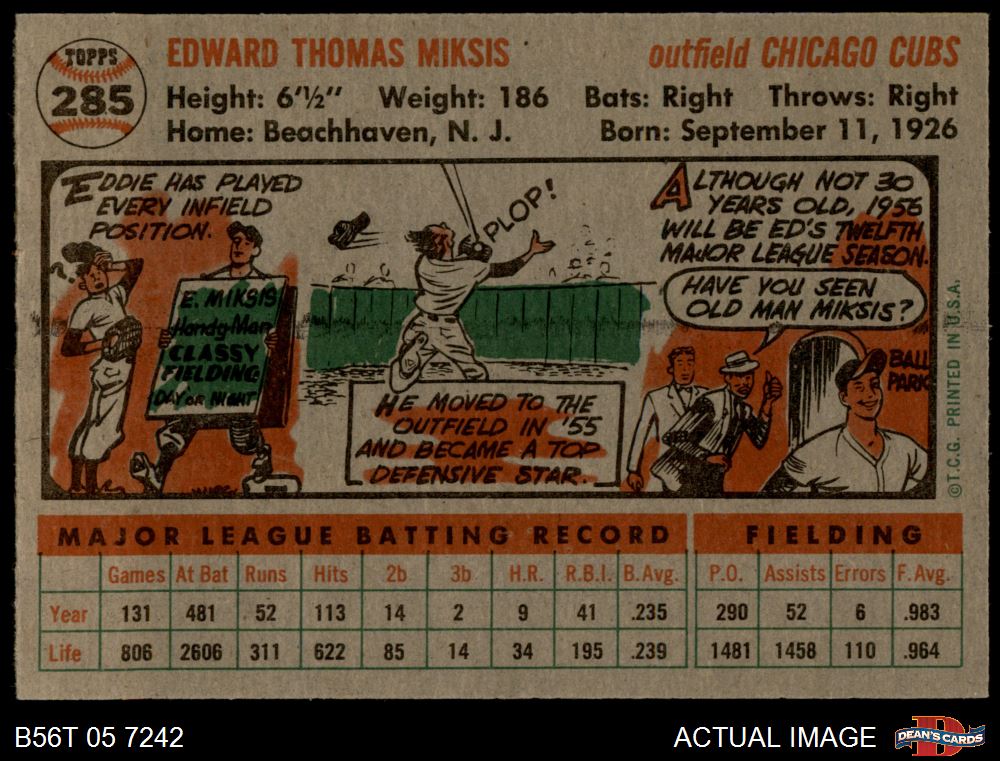 TOPPS
285
EDWARD THOMAS MIKSIS
outfield CHICAGO CUBS
Height: 6'½" Weight: 186 Bats: Right Throws: Right
Home: Beachhaven, N. J. Born: September 11, 1926
EDDIE HAS PLAYED
EVERY INFIELD
POSITION.
?
E. MIKSIS
Handy Man
CLASSY
FIELDING
DAY OR NIGHT
PLOP!
HE MOVED TO THE
OUTFIELD IN '55
AND BECAME A TOP
DEFENSIVE STAR.
ALTHOUGH NOT 30
YEARS OLD, 1956
WILL BE ED'S TWELFTH
MAJOR LEAGUE SEASON.
HAVE YOU SEEN
OLD MAN MIKSIS?
BALL
PARK
©T.C.G. PRINTED IN U.S.A.
MAJOR LEAGUE BATTING RECORD FIELDING
Games At Bat Runs Hits 2b 3b H.R. R.B.I. B.Avg. P.O. Assists Errors F.Avg.
Year 131 481 52 113 14 2 9 41 .235 290 52 6 .983
Life 806 2606 311 622 85 14 34 195 .239 1481 1458 110 .964
B56T 05 7242 ACTUAL IMAGE DEAN'S CARDS